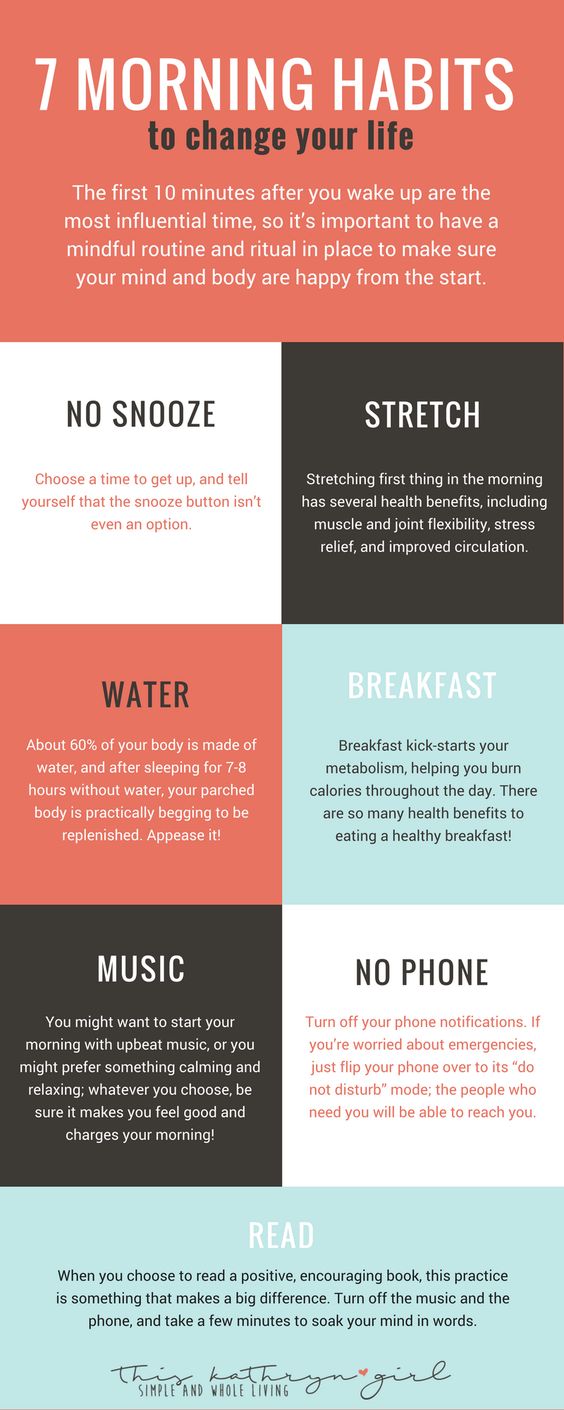 7 MORNING HABITS
to change your life
The first 10 minutes after you wake up are the
most influential time, so it's important to have a
mindful routine and ritual in place to make sure
your mind and body are happy from the start.
NO SNOOZE
Choose a time to get up, and tell
yourself that the snooze button isn't
even an option.
STRETCH
Stretching first thing in the morning
has several health benefits, including
muscle and joint flexibility, stress
relief, and improved circulation.
WATER
About 60% of your body is made of
water, and after sleeping for 7-8
hours without water, your parched
body is practically begging to be
replenished. Appease it!
BREAKFAST
Breakfast kick-starts your
metabolism, helping you burn
calories throughout the day. There
are so many health benefits to
eating a healthy breakfast!
MUSIC
You might want to start your
morning with upbeat music, or you
might prefer something calming and
relaxing; whatever you choose, be
sure it makes you feel good and
charges your morning!
NO PHONE
Turn off your phone notifications. If
you're worried about emergencies,
just flip your phone over to its “do
not disturb” mode; the people who
need you will be able to reach you.
READ
When you choose to read a positive, encouraging book, this practice
is something that makes a big difference. Turn off the music and the
phone, and take a few minutes to soak your mind in words.
this kathryn girl
SIMPLE AND WHOLE LIVING